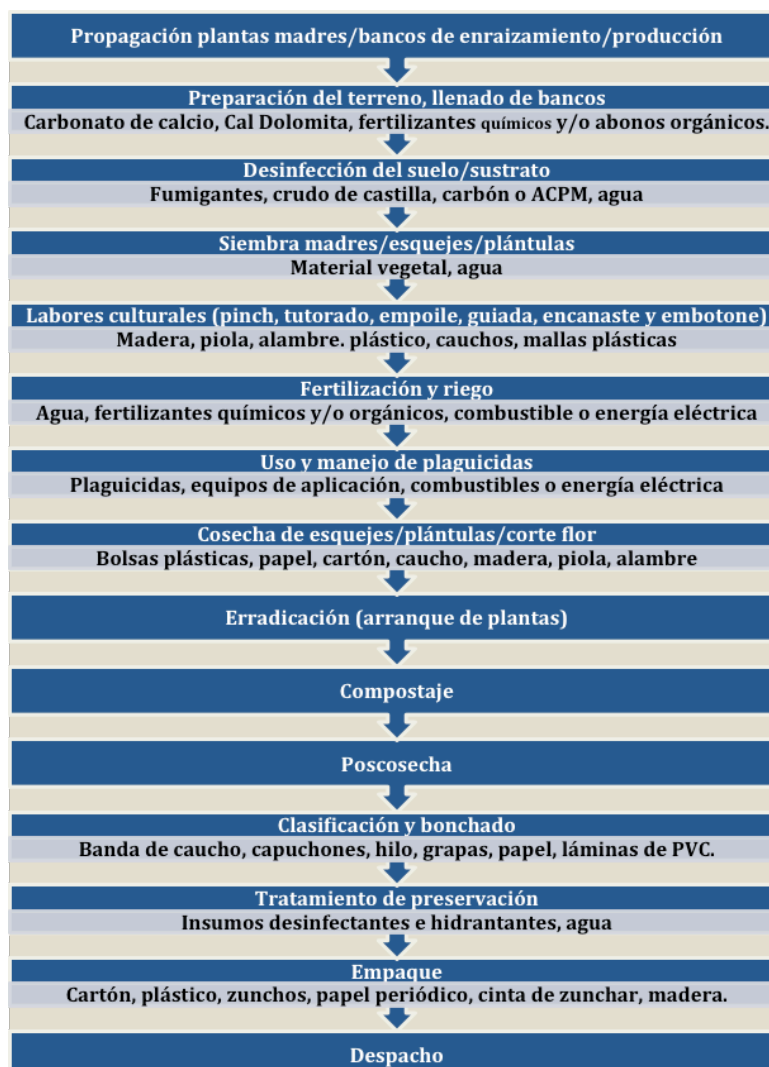 Propagación plantas madres/bancos de enraizamiento/producción
Preparación del terreno, llenado de bancos
Carbonato de calcio, Cal Dolomita, fertilizantes químicos y/o abonos orgánicos.
Desinfección del suelo/sustrato
Fumigantes, crudo de castilla, carbón o ACPM, agua
Siembra madres/esquejes/plántulas
Material vegetal, agua
Labores culturales (pinch, tutorado, empoile, guiada, encanaste y embotone)
Madera, piola, alambre. plástico, cauchos, mallas plásticas
Fertilización y riego
Agua, fertilizantes químicos y/o orgánicos, combustible o energía eléctrica
Uso y manejo de plaguicidas
Plaguicidas, equipos de aplicación, combustibles o energía eléctrica
Cosecha de esquejes/plántulas/corte flor
Bolsas plásticas, papel, cartón, caucho, madera, piola, alambre
Erradicación (arranque de plantas)
Compostaje
Poscosecha
Clasificación y bonchado
Banda de caucho, capuchones, hilo, grapas, papel, láminas de PVC.
Tratamiento de preservación
Insumos desinfectantes e hidrantantes, agua
Empaque
Cartón, plástico, zunchos, papel periódico, cinta de zunchar, madera.
Despacho